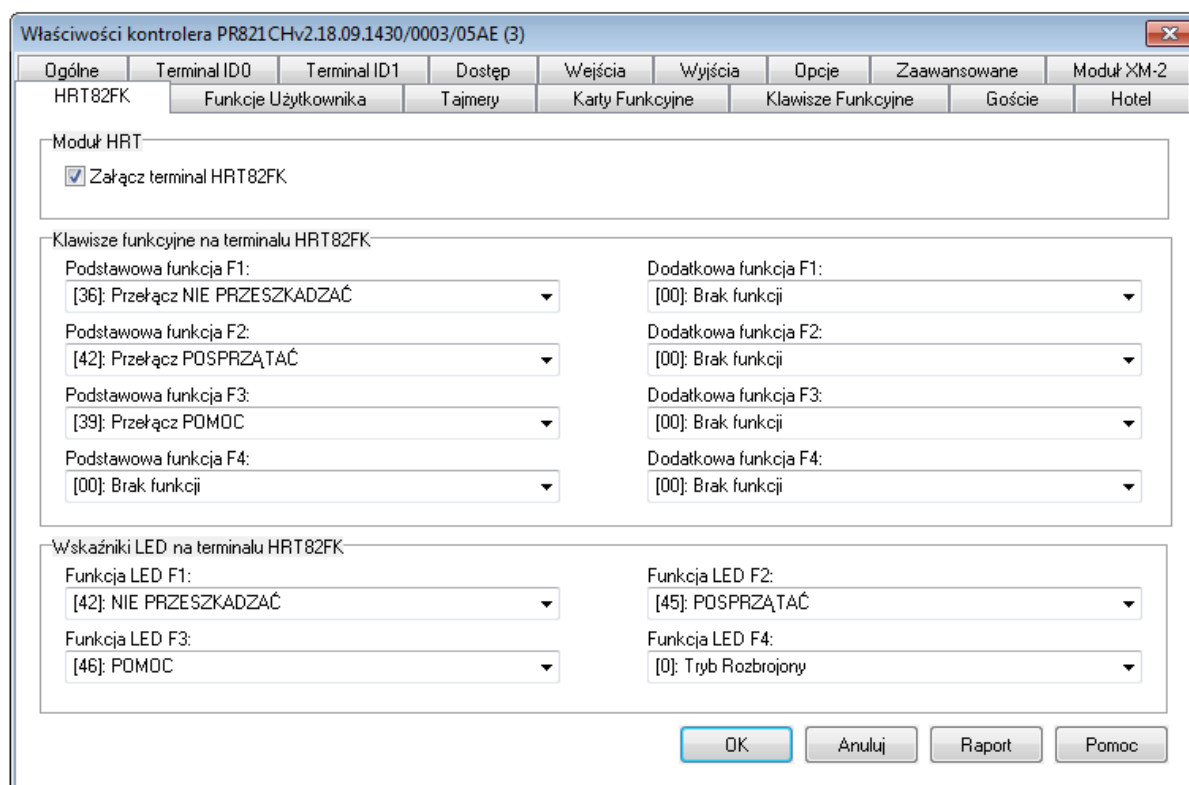 Właściwości kontrolera PR821CHv2.18.09.1430/0003/05AE (3)
Ogólne Terminal ID0 Terminal ID1 Dostęp Wejścia Wyjścia Opcje Zaawansowane Moduł XM-2
HRT82FK Funkcje Użytkownika Tajmery Karty Funkcyjne Klawisze Funkcyjne Goście Hotel
Moduł HRT
Załącz terminal HRT82FK
Klawisze funkcyjne na terminalu HRT82FK
Podstawowa funkcja F1: Dodatkowa funkcja F1:
[36]: Przełącz NIE PRZESZKADZAĆ [00]: Brak funkcji
Podstawowa funkcja F2: Dodatkowa funkcja F2:
[42]: Przełącz POSPRZĄTAĆ [00]: Brak funkcji
Podstawowa funkcja F3: Dodatkowa funkcja F3:
[39]: Przełącz POMOC [00]: Brak funkcji
Podstawowa funkcja F4: Dodatkowa funkcja F4:
[00]: Brak funkcji [00]: Brak funkcji
Wskaźniki LED na terminalu HRT82FK
Funkcja LED F1: Funkcja LED F2:
[42]: NIE PRZESZKADZAĆ [45]: POSPRZĄTAĆ
Funkcja LED F3: Funkcja LED F4:
[46]: POMOC [0]: Tryb Rozbrojony
OK Anuluj Raport Pomoc